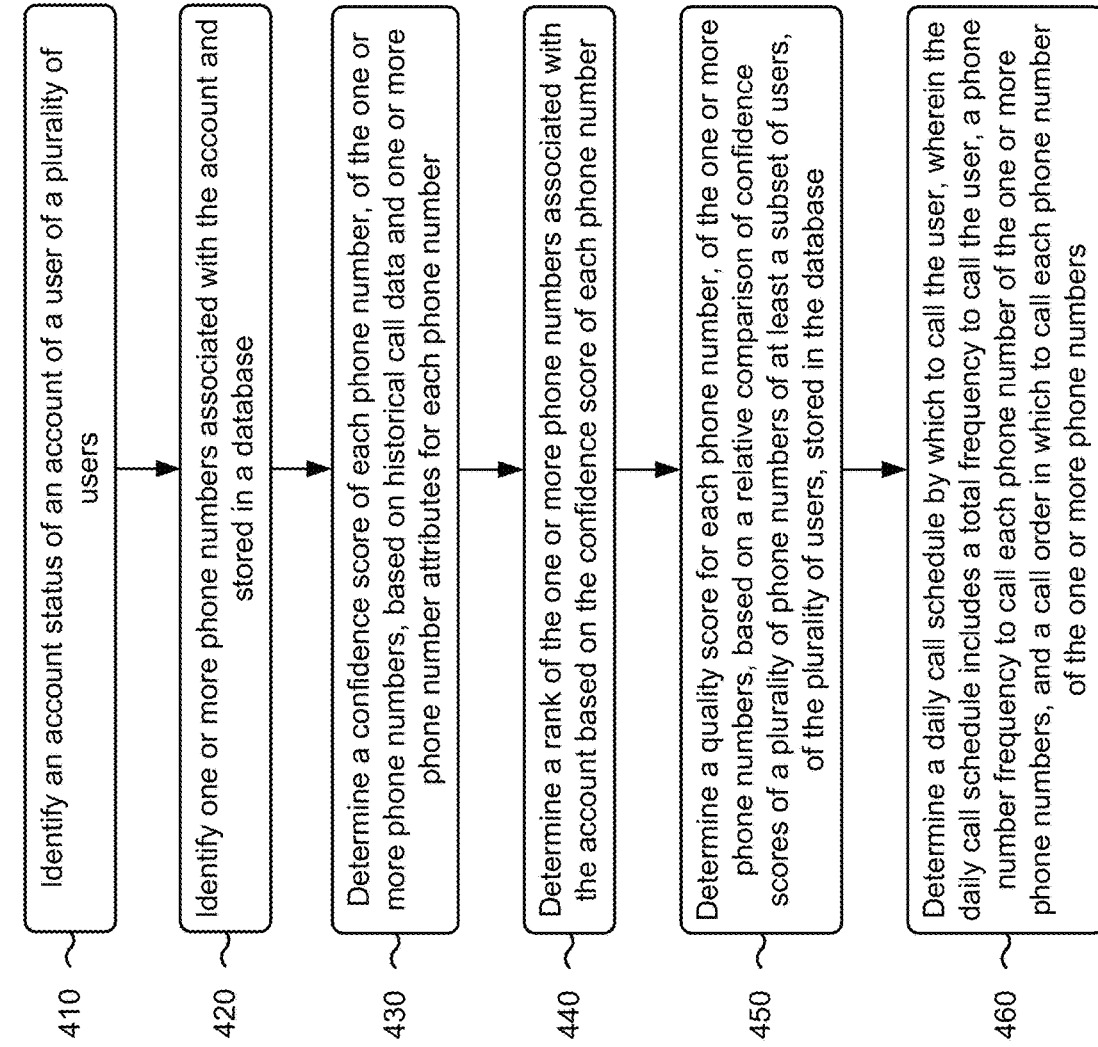 410
Identify an account status of an account of a user of a plurality of
users
420
Identify one or more phone numbers associated with the account and
stored in a database
430
Determine a confidence score of each phone number, of the one or
more phone numbers, based on historical call data and one or more
phone number attributes for each phone number
440
Determine a rank of the one or more phone numbers associated with
the account based on the confidence score of each phone number
450
Determine a quality score for each phone number, of the one or more
phone numbers, based on a relative comparison of confidence
scores of a plurality of phone numbers of at least a subset of users,
of the plurality of users, stored in the database
460
Determine a daily call schedule by which to call the user, wherein the
daily call schedule includes a total frequency to call the user, a phone
number frequency to call each phone number of the one or more
phone numbers, and a call order in which to call each phone number
of the one or more phone numbers